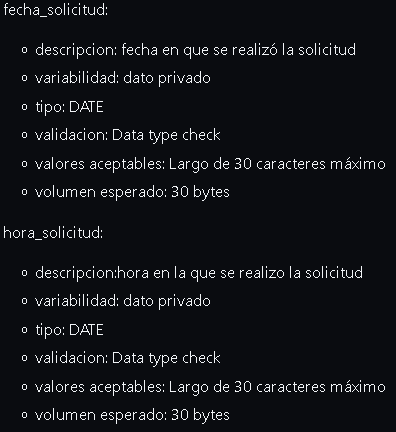 fecha_solicitud:
descripcion: fecha en que se realizó la solicitud
variabilidad: dato privado
tipo: DATE
validacion: Data type check
valores aceptables: Largo de 30 caracteres máximo
volumen esperado: 30 bytes
hora_solicitud:
descripcion:hora en la que se realizo la solicitud
variabilidad: dato privado
tipo: DATE
validacion: Data type check
valores aceptables: Largo de 30 caracteres máximo
volumen esperado: 30 bytes